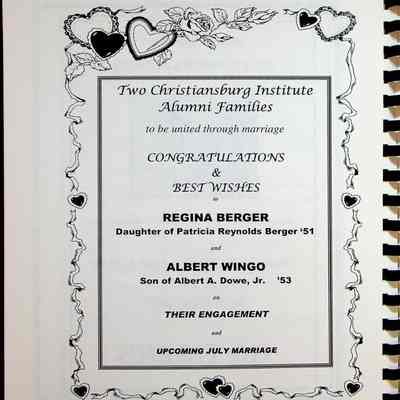 Two Christiansburg Institute
Alumni Families
to be united through marriage
CONGRATULATIONS
&
BEST WISHES
to
REGINA BERGER
Daughter of Patricia Reynolds Berger '51
and
ALBERT WINGO
Son of Albert A. Dowe, Jr. '53
on
THEIR ENGAGEMENT
and
UPCOMING JULY MARRIAGE